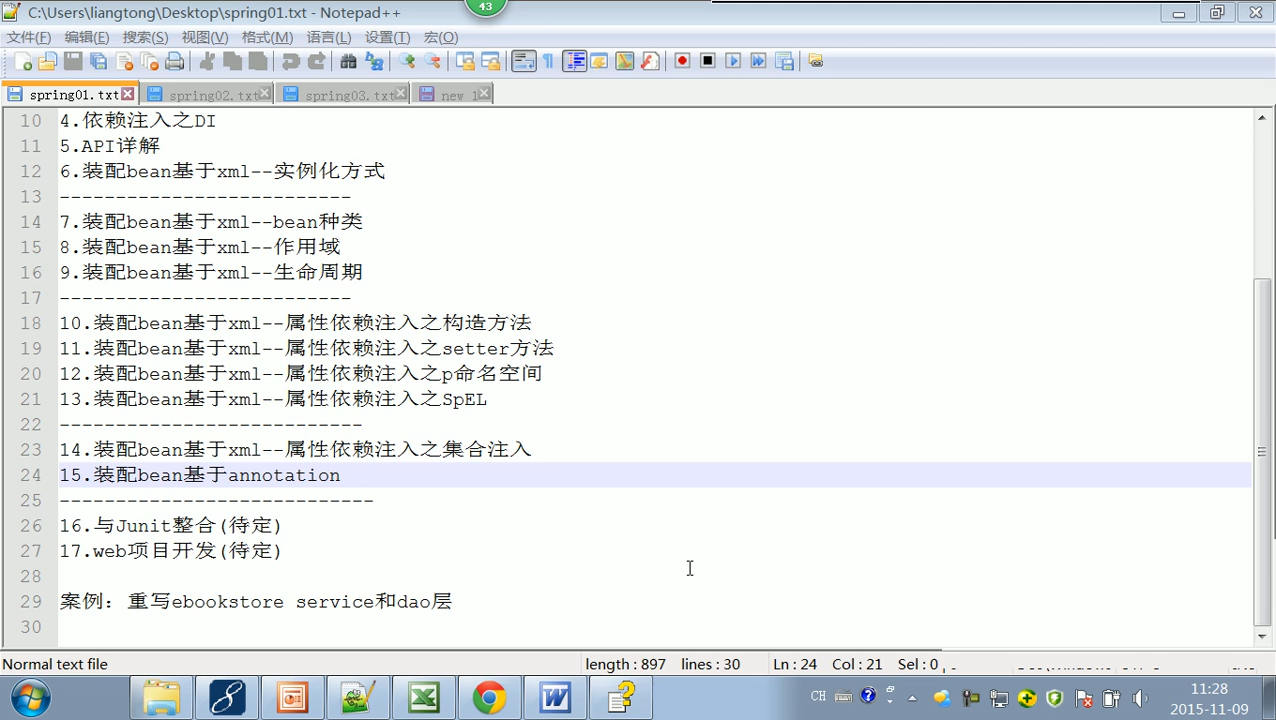 43
C:\Users\liangtong\Desktop\spring01.txt - Notepad++
文件(F) 编辑(E) 搜索(S) 视图(V) 格式(M) 语言(L) 设置(T) 宏(O)
spring01.txt spring02.txt spring03.txt new 1
10 4.依赖注入之DI
11 5.API详解
12 6.装配bean基于xml--实例化方式
13 --------------------------
14 7.装配bean基于xml--bean种类
15 8.装配bean基于xml--作用域
16 9.装配bean基于xml--生命周期
17 --------------------------
18 10.装配bean基于xml--属性依赖注入之构造方法
19 11.装配bean基于xml--属性依赖注入之setter方法
20 12.装配bean基于xml--属性依赖注入之p命名空间
21 13.装配bean基于xml--属性依赖注入之SpEL
22 ---------------------------
23 14.装配bean基于xml--属性依赖注入之集合注入
24 15.装配bean基于annotation
25 ----------------------------
26 16.与Junit整合(待定)
27 17.web项目开发(待定)
28
29 案例：重写ebookstore service和dao层
30
Normal text file length : 897 lines : 30 Ln : 24 Col : 21 Sel : 0
CH
11:28
2015-11-09